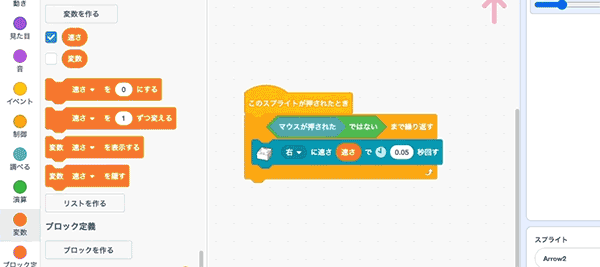 動き
見た目
音
イベント
制御
調べる
演算
変数
ブロック定
変数を作る
速さ
変数
速さ を 0 にする
速さ を 1 ずつ変える
変数 速さ を表示する
変数 速さ を隠す
リストを作る
ブロック定義
ブロックを作る
このスプライトが押されたとき
マウスが押された ではない まで繰り返す
右 に速さ 速さ で 0.05 秒回す
スプライト
Arrow2